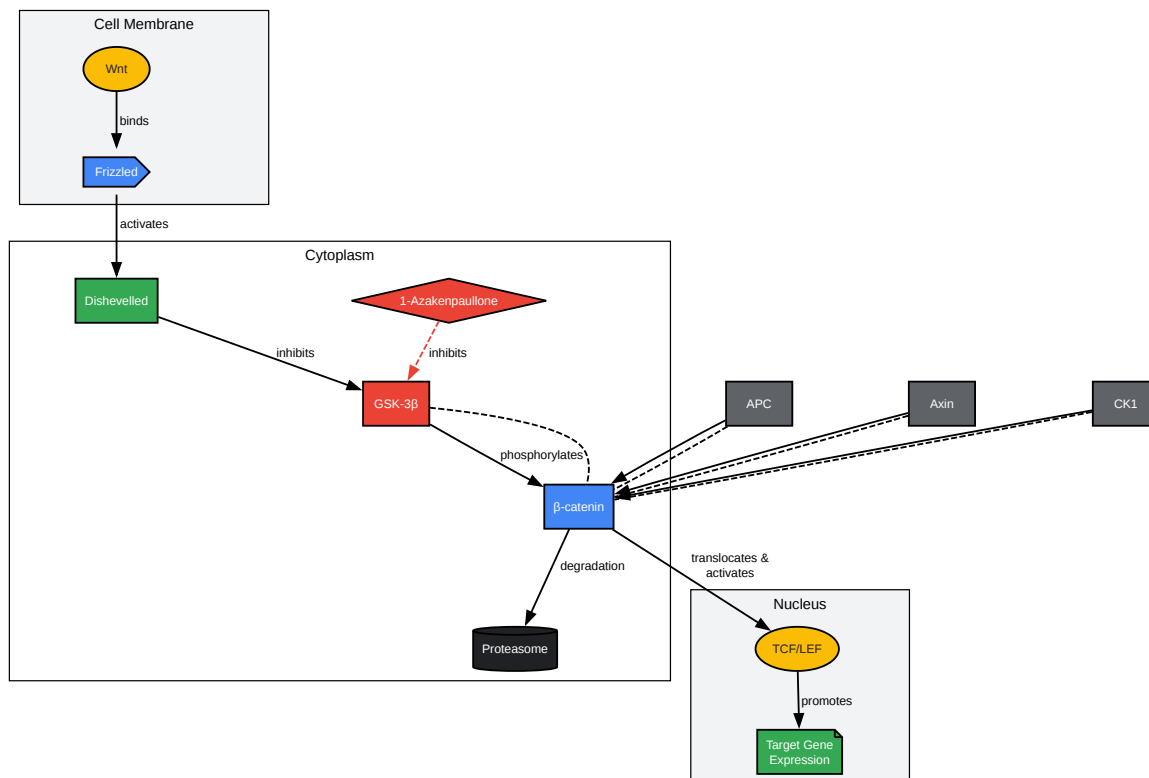 Cell Membrane
Wnt
binds
Frizzled
activates
Cytoplasm
Dishevelled
1-Azakenpaullone
inhibits
inhibits
GSK-3β
APC
Axin
CK1
phosphorylates
β-catenin
degradation
translocates &
activates
Nucleus
Proteasome
TCF/LEF
promotes
Target Gene
Expression